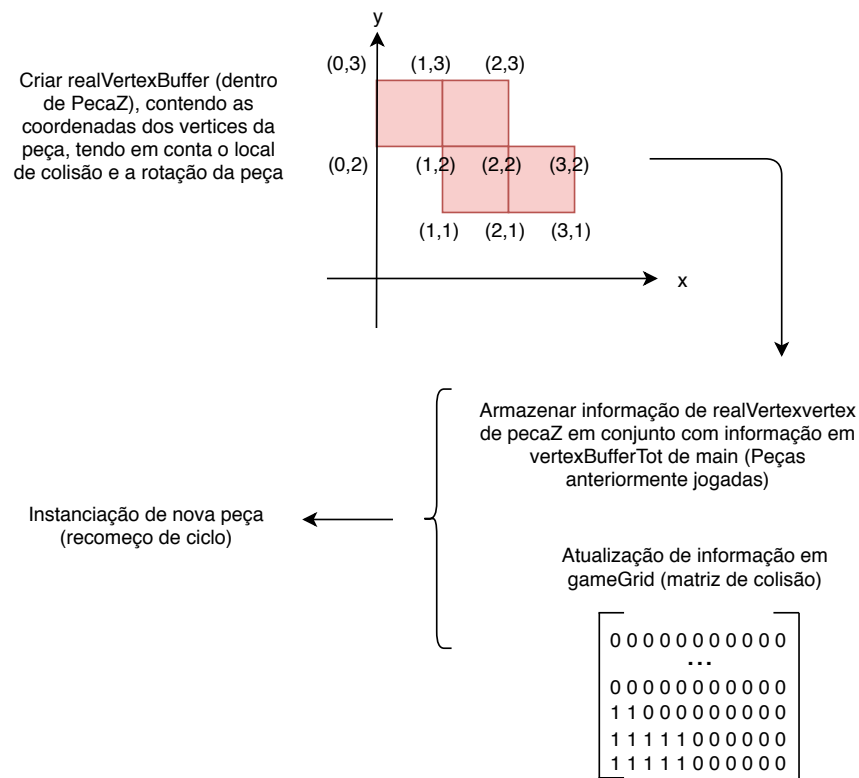 y
(0,3) (1,3) (2,3)
Criar realVertexBuffer (dentro
de PecaZ), contendo as
coordenadas dos vertices da
peça, tendo em conta o local
de colisão e a rotação da peça
(0,2) (1,2) (2,2) (3,2)
(1,1) (2,1) (3,1)
x
Armazenar informação de realVertexvertex
de pecaZ em conjunto com informação em
vertexBufferTot de main (Peças
anteriormente jogadas)
Instanciação de nova peça
(recomeço de ciclo)
Atualização de informação em
gameGrid (matriz de colisão)
0 0 0 0 0 0 0 0 0 0 0
...
0 0 0 0 0 0 0 0 0 0 0
1 1 0 0 0 0 0 0 0 0 0
1 1 1 1 1 0 0 0 0 0 0
1 1 1 1 1 0 0 0 0 0 0